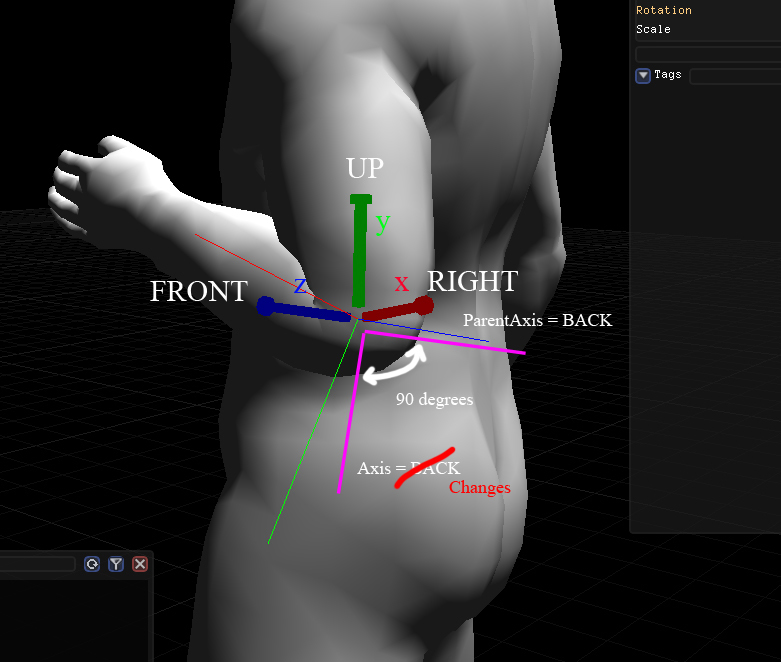 Rotation
Scale
Tags
UP
y
z
x
RIGHT
FRONT
ParentAxis = BACK
90 degrees
Axis = BACK
Changes